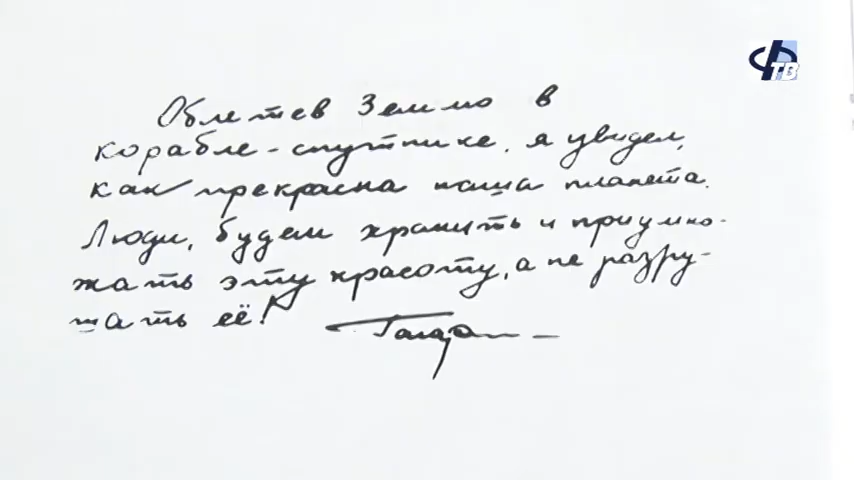 ТВ
Облетев Землю в
корабле-спутнике, я увидел,
как прекрасна наша планета.
Люди, будем хранить и приумно-
жать эту красоту, а не разру-
шать её!
Гагарин